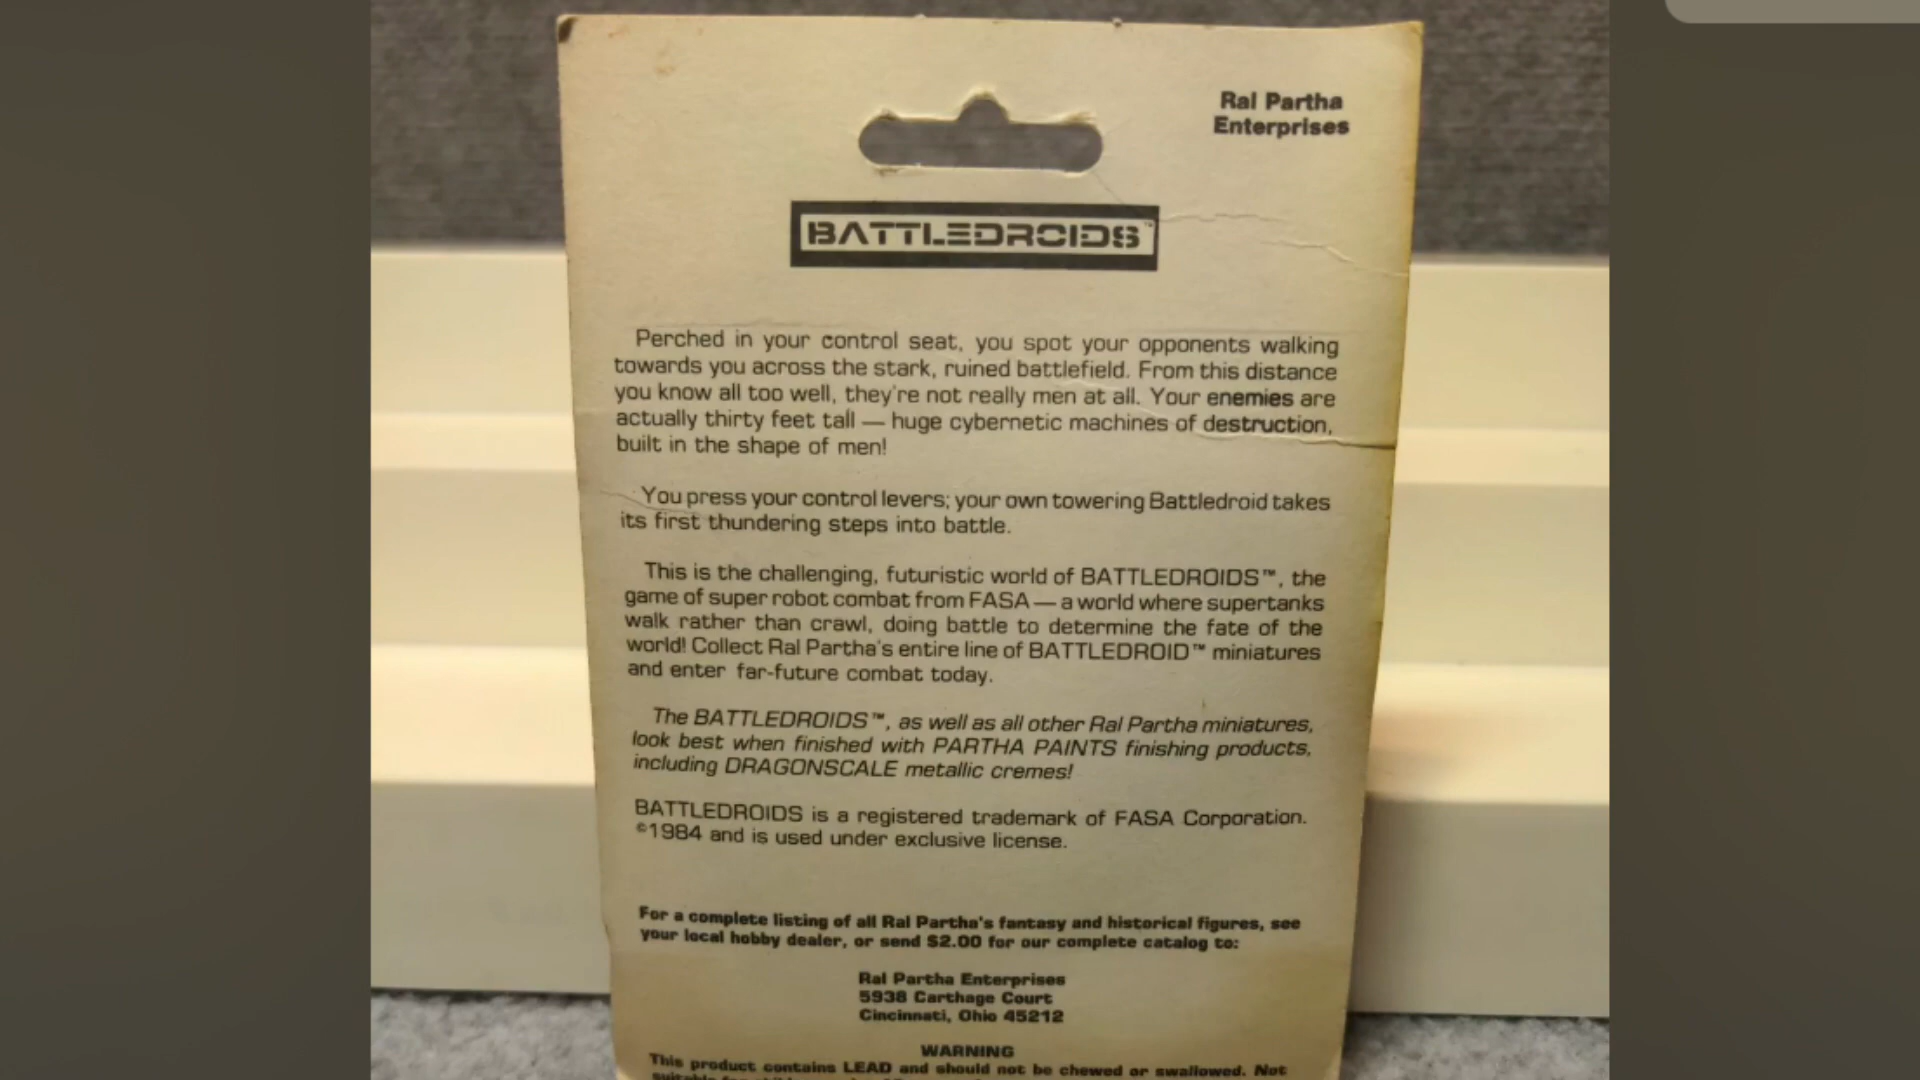 Ral Partha
Enterprises
BATTLEDROIDS™
Perched in your control seat, you spot your opponents walking
towards you across the stark, ruined battlefield. From this distance
you know all too well, they're not really men at all. Your enemies are
actually thirty feet tall — huge cybernetic machines of destruction,
built in the shape of men!
You press your control levers; your own towering Battledroid takes
its first thundering steps into battle.
This is the challenging, futuristic world of BATTLEDROIDS™, the
game of super robot combat from FASA — a world where supertanks
walk rather than crawl, doing battle to determine the fate of the
world! Collect Ral Partha's entire line of BATTLEDROID™ miniatures
and enter far-future combat today.
The BATTLEDROIDS™, as well as all other Ral Partha miniatures,
look best when finished with PARTHA PAINTS finishing products,
including DRAGONSCALE metallic cremes!
BATTLEDROIDS is a registered trademark of FASA Corporation.
©1984 and is used under exclusive license.
For a complete listing of all Ral Partha's fantasy and historical figures, see
your local hobby dealer, or send $2.00 for our complete catalog to:
Ral Partha Enterprises
5938 Carthage Court
Cincinnati, Ohio 45212
WARNING
This product contains LEAD and should not be chewed or swallowed. Not